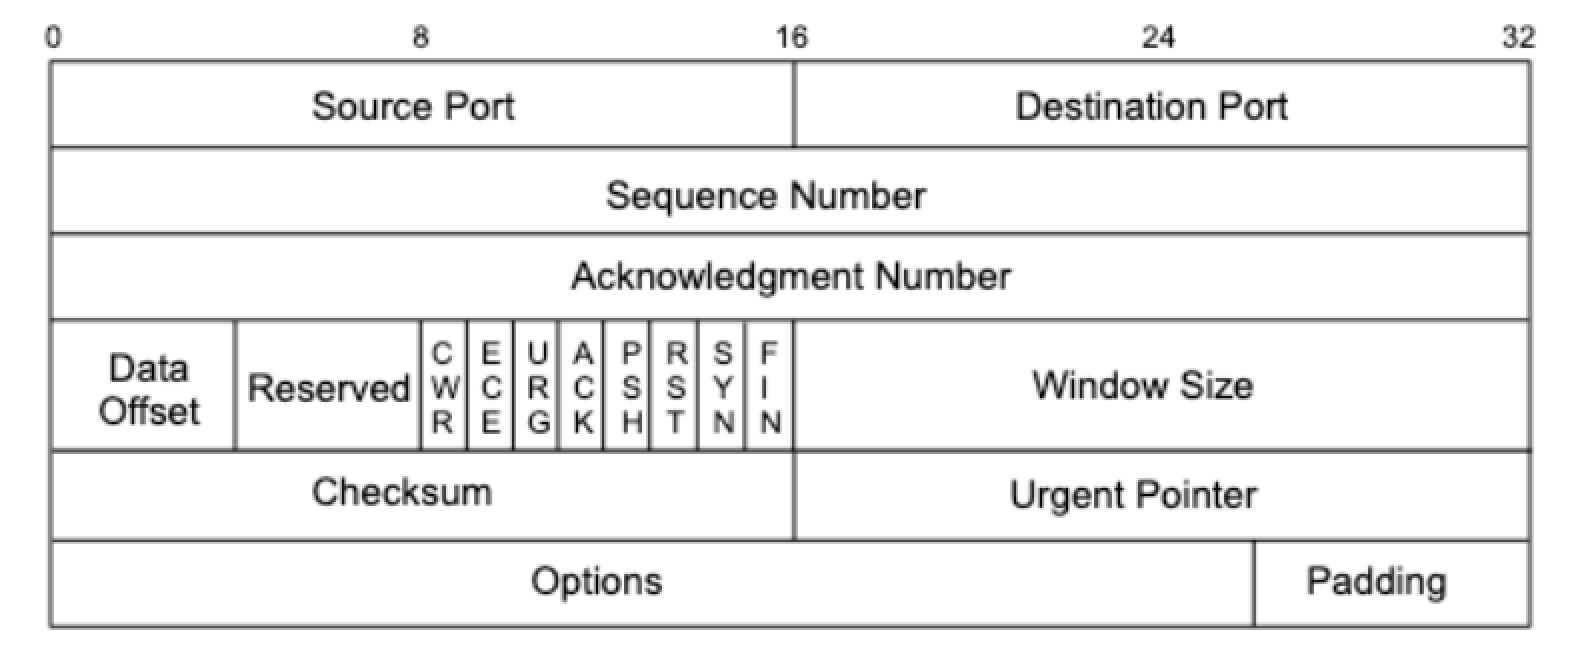 0 8 16 24 32
Source Port Destination Port
Sequence Number
Acknowledgment Number
Data Offset Reserved CWR ECE URG ACK PSH RST SYN FIN Window Size
Checksum Urgent Pointer
Options Padding